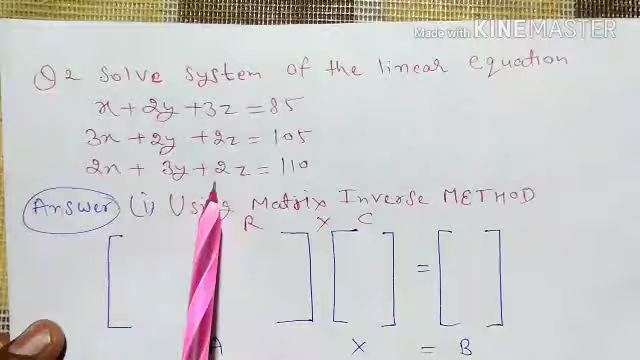 Made with KINEMASTER
Q2 Solve system of the linear equation
x + 2y + 3z = 85
3x + 2y + 2z = 105
2x + 3y + 2z = 110
Answer (i) Using Matrix Inverse METHOD
R X C
=
A X = B